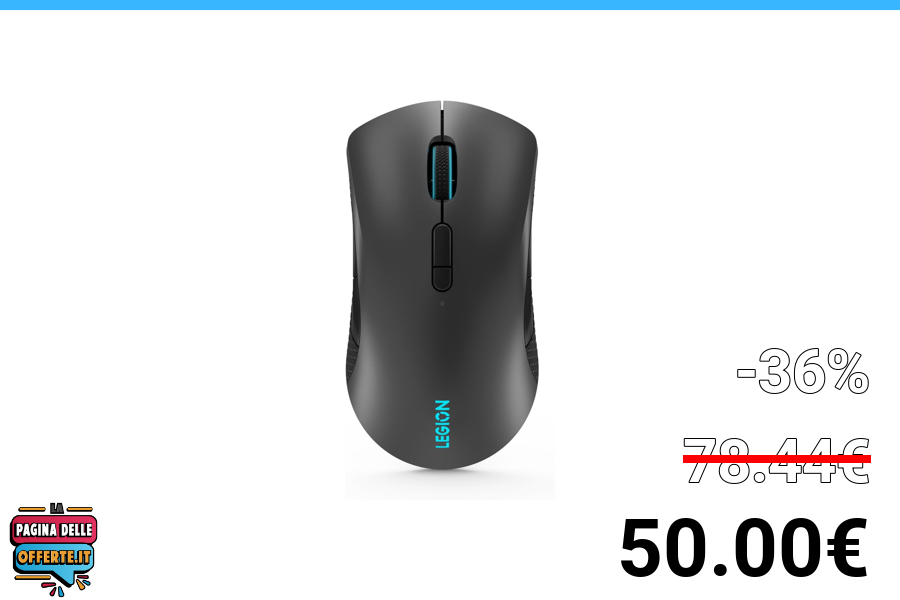 LEGION
-36%
78.44€
50.00€
LA
PAGINA DELLE
OFFERTE.IT